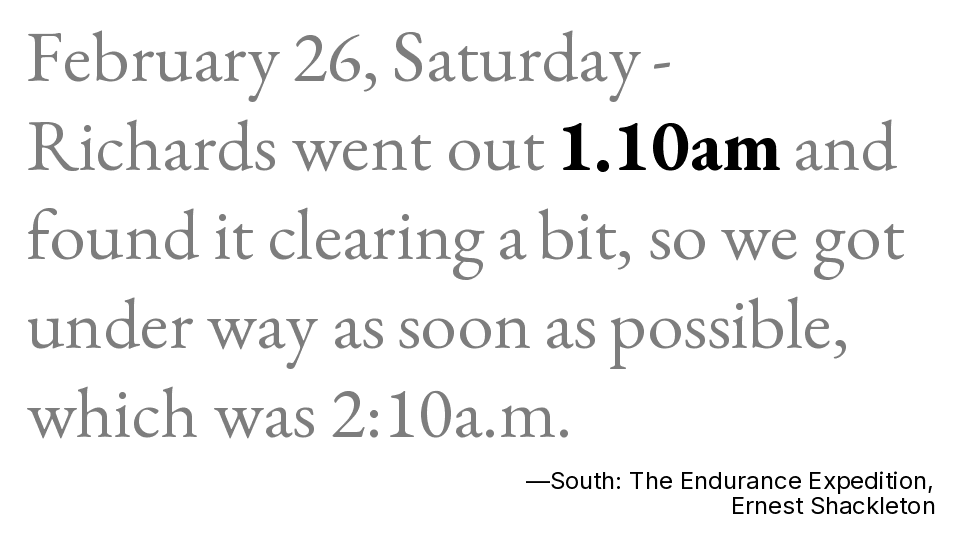 February 26, Saturday -
Richards went out 1.10am and
found it clearing a bit, so we got
under way as soon as possible,
which was 2:10a.m.
—South: The Endurance Expedition,
Ernest Shackleton